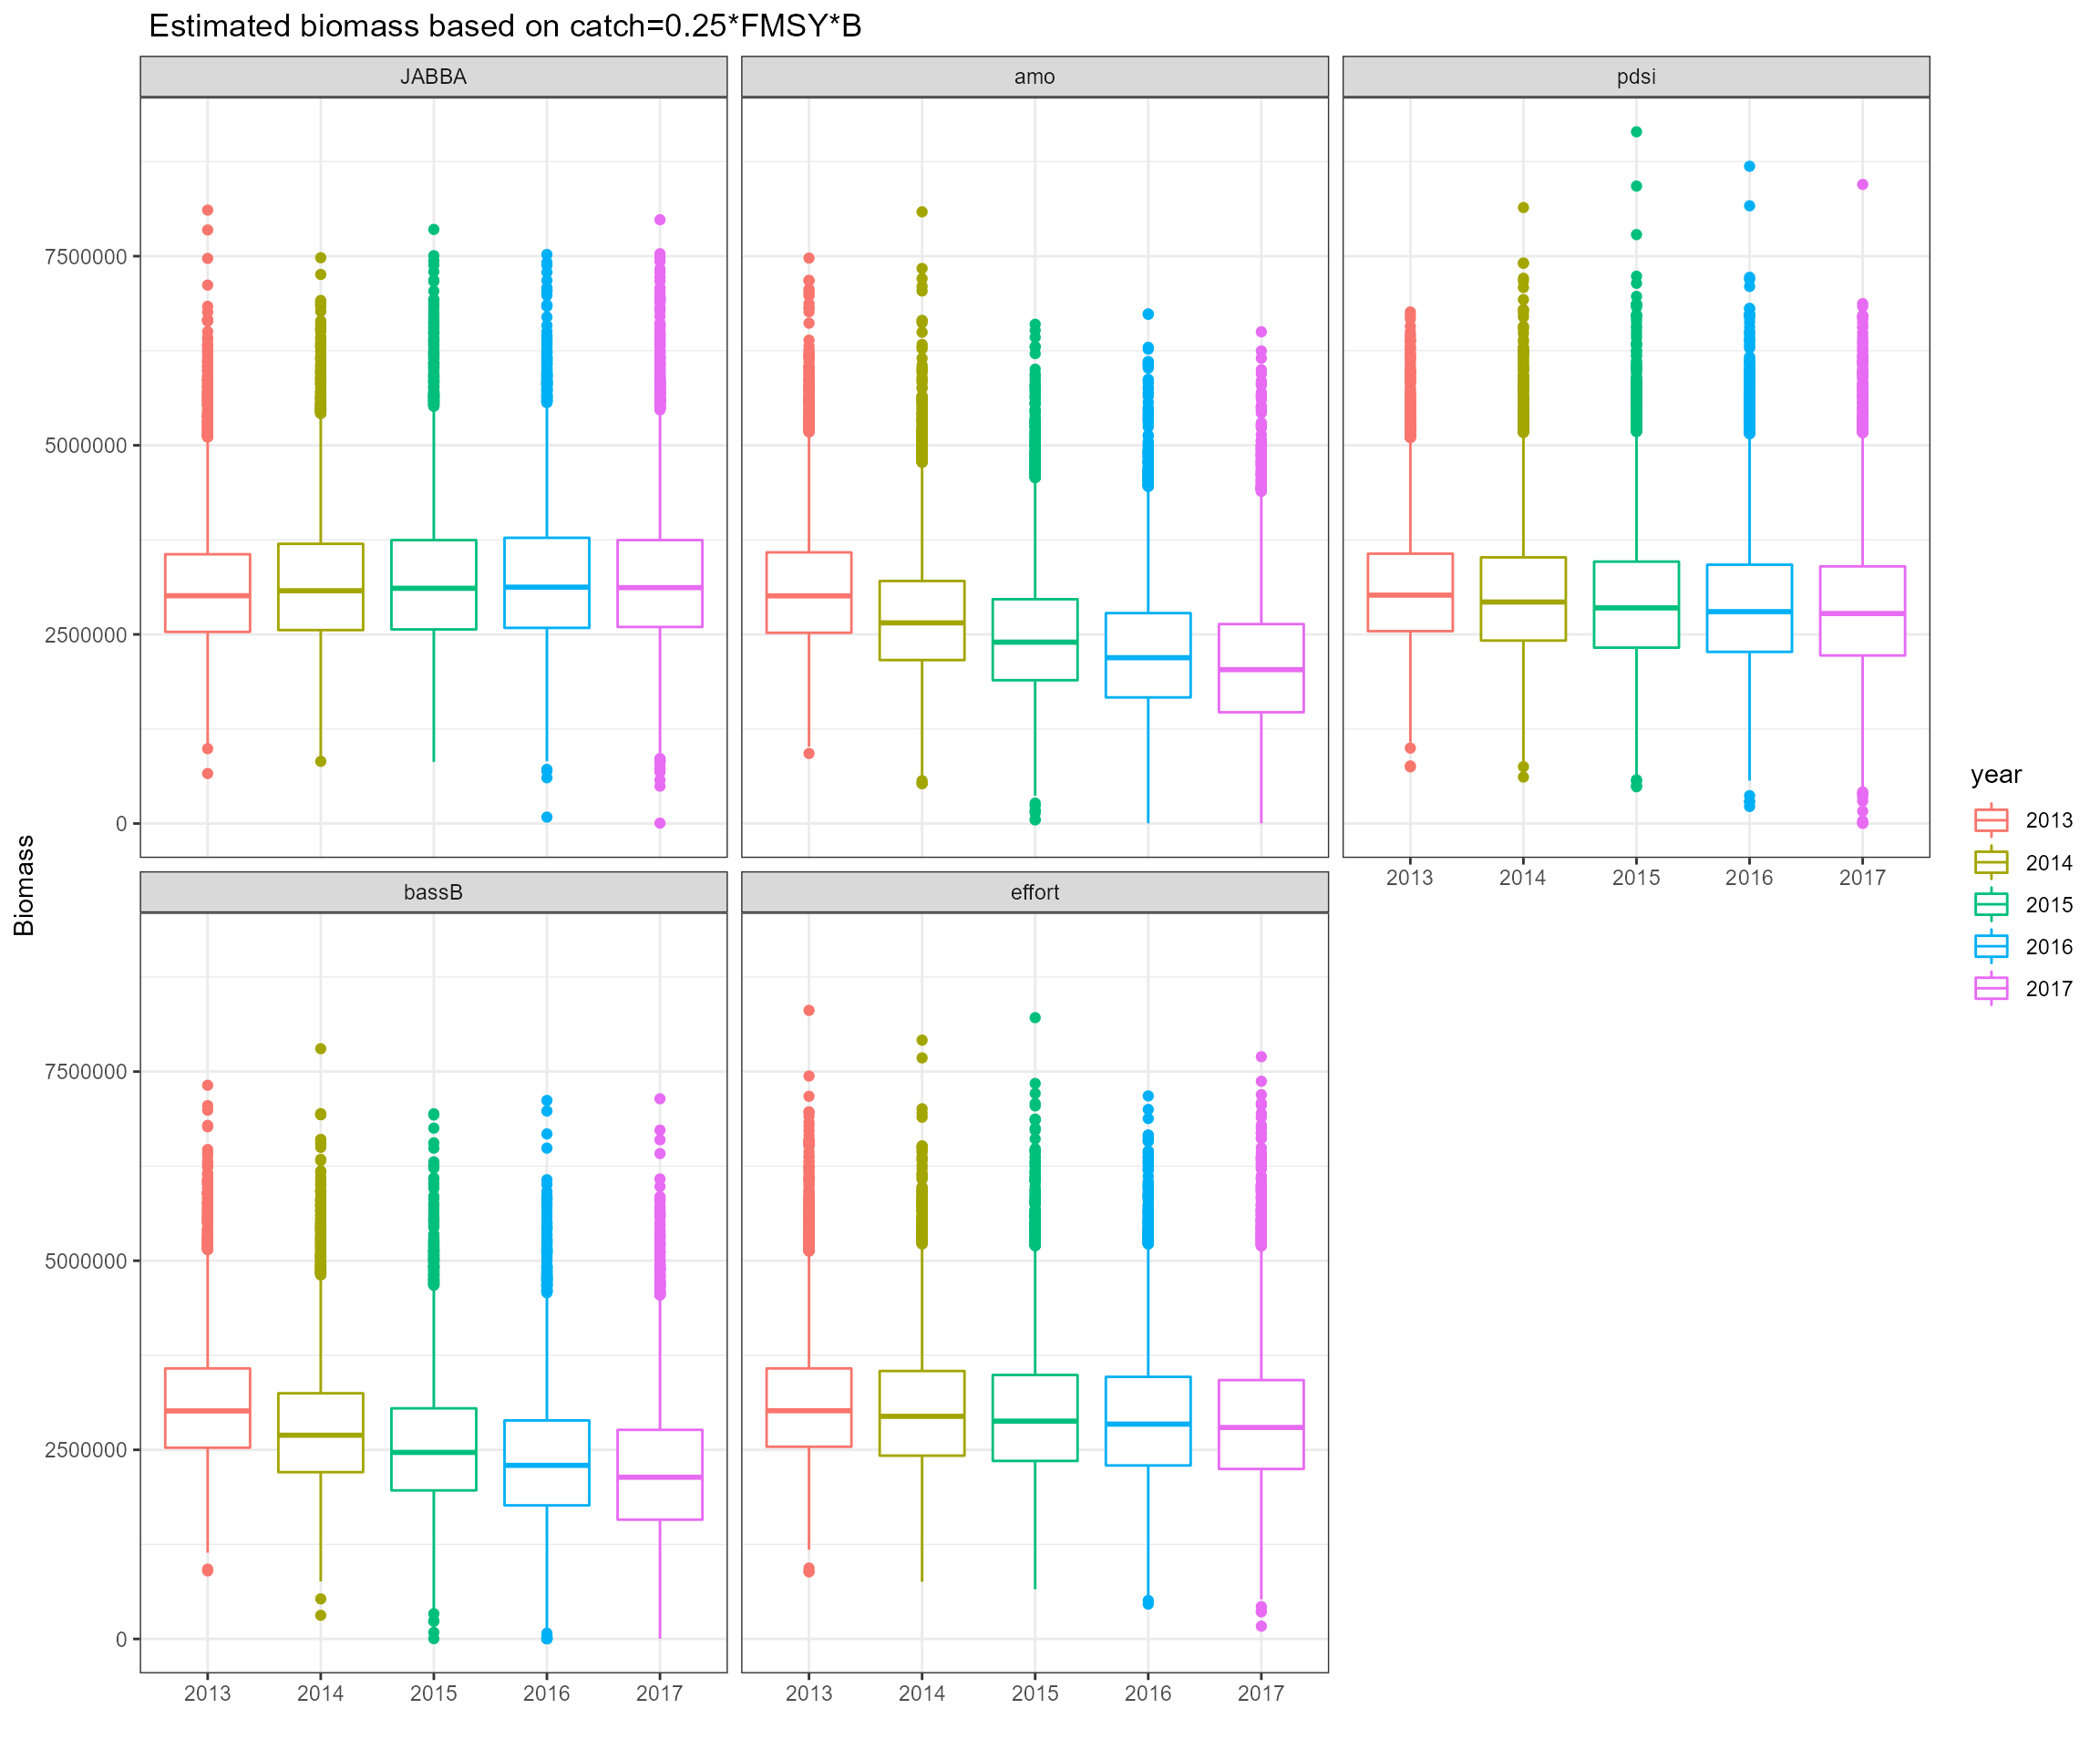 Estimated biomass based on catch=0.25*FMSY*B
JABBA amo pdsi
7500000
5000000
2500000
0
2013 2014 2015 2016 2017
Biomass
bassB effort
7500000
5000000
2500000
0
2013 2014 2015 2016 2017 2013 2014 2015 2016 2017
year
2013
2014
2015
2016
2017